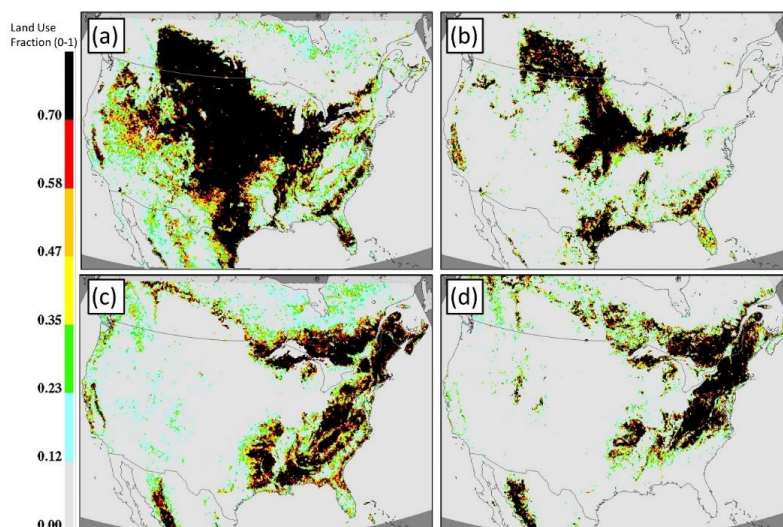 Land Use
Fraction (0-1)
0.70
0.58
0.47
0.35
0.23
0.12
0.00
(a)
(b)
(c)
(d)